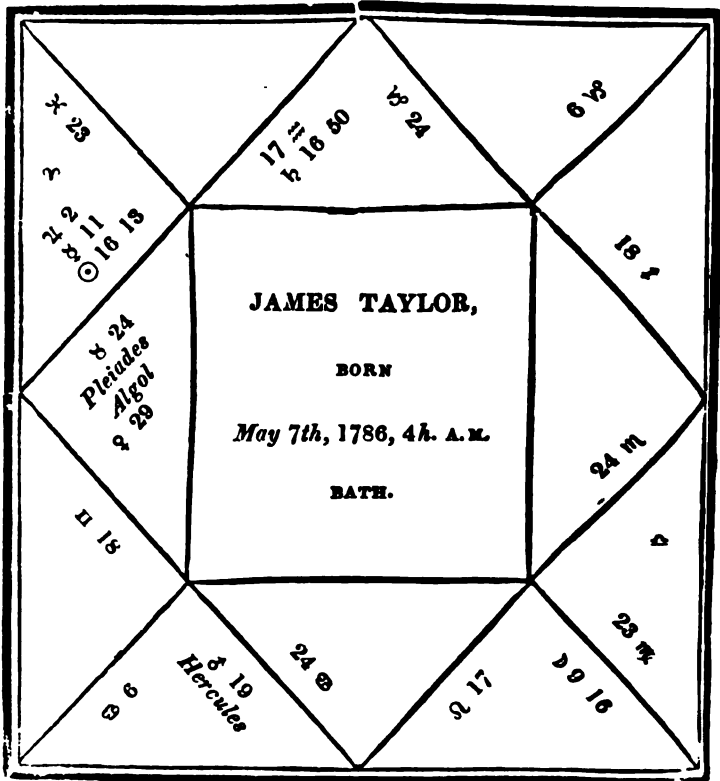 ♓ 23
♈
♃ 2
☿ 11
☉ 16 13
17 ♒
♄ 16 50
♑ 24
6 ♑
18 ♐
♉ 24
Pleiades
Algol
♀ 29
JAMES TAYLOR,
BORN
May 7th, 1786, 4h. A.M.
BATH.
24 ♏
♎
23 ♍
♊ 18
♋ 6
♂ 19
Hercules
24 ♋
♌ 17
☽ 9 16